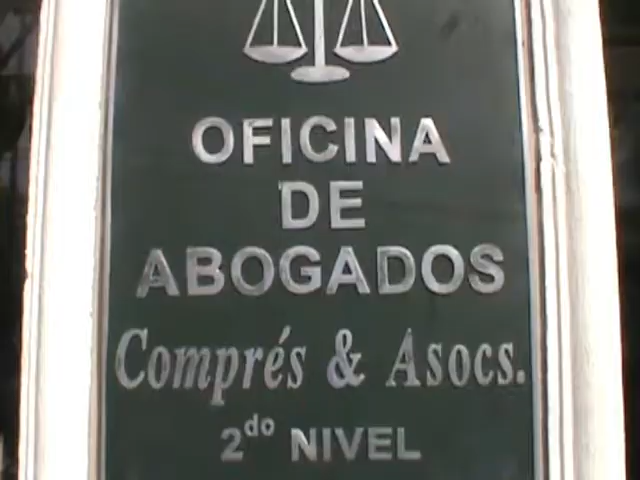 OFICINA
DE
ABOGADOS
Comprés & Asocs.
2do NIVEL